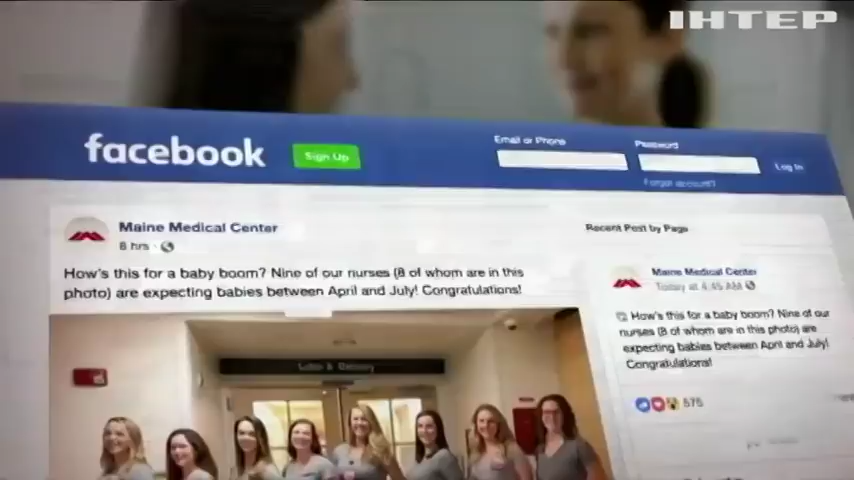 ІНТЕР
facebook
Sign Up
Email or Phone
Password
Log In
Forgot account?
Maine Medical Center
8 hrs
How's this for a baby boom? Nine of our nurses (8 of whom are in this
photo) are expecting babies between April and July! Congratulations!
Recent Post by Page
Maine Medical Center
Today at 4:45 AM
How's this for a baby boom? Nine of our
nurses (8 of whom are in this photo) are
expecting babies between April and July!
Congratulations!
575